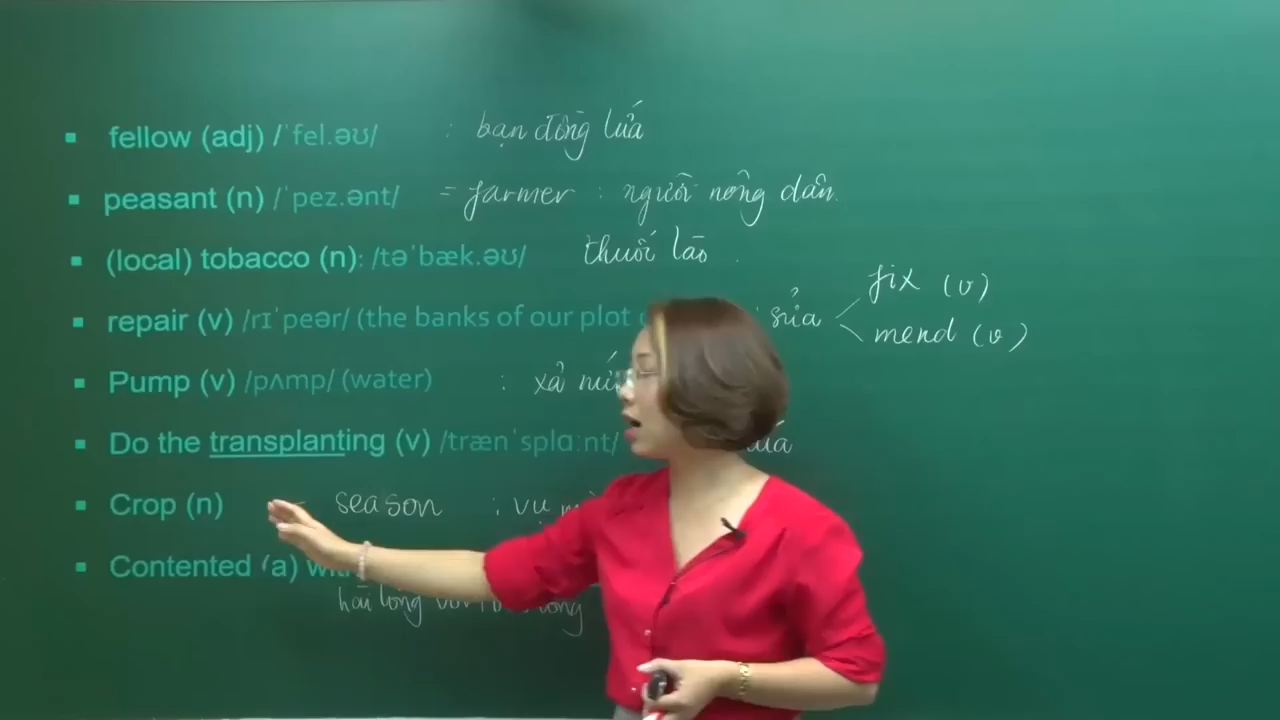 fellow (adj) /ˈfel.əʊ/ : bạn đồng lứa
peasant (n) /ˈpez.ənt/ = farmer : người nông dân.
(local) tobacco (n): /təˈbæk.əʊ/ thuốc lào.
repair (v) /rɪˈpeər/ (the banks of our plot sửa fix (v)
mend (v)
Pump (v) /pʌmp/ (water) : xả
Do the transplanting (v) /trænˈsplɑːnt/
Crop (n) season : vụ
Contented (a)
hài lòng